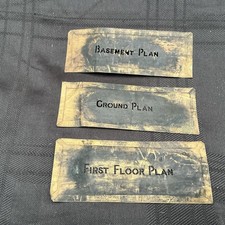 Basement Plan
Ground Plan
First Floor Plan